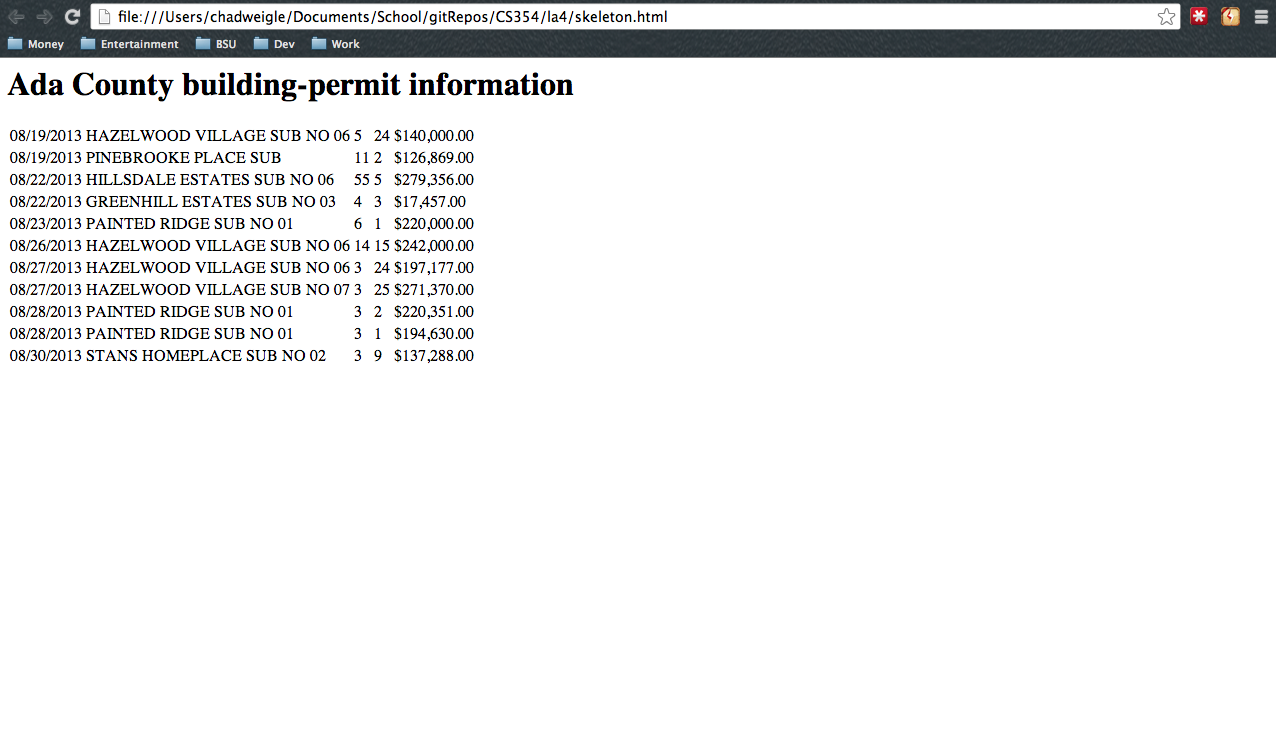 file:///Users/chadweigle/Documents/School/gitRepos/CS354/la4/skeleton.html
Money Entertainment BSU Dev Work
Ada County building-permit information
08/19/2013 HAZELWOOD VILLAGE SUB NO 06 5 24 $140,000.00
08/19/2013 PINEBROOKE PLACE SUB 11 2 $126,869.00
08/22/2013 HILLSDALE ESTATES SUB NO 06 55 5 $279,356.00
08/22/2013 GREENHILL ESTATES SUB NO 03 4 3 $17,457.00
08/23/2013 PAINTED RIDGE SUB NO 01 6 1 $220,000.00
08/26/2013 HAZELWOOD VILLAGE SUB NO 06 14 15 $242,000.00
08/27/2013 HAZELWOOD VILLAGE SUB NO 06 3 24 $197,177.00
08/27/2013 HAZELWOOD VILLAGE SUB NO 07 3 25 $271,370.00
08/28/2013 PAINTED RIDGE SUB NO 01 3 2 $220,351.00
08/28/2013 PAINTED RIDGE SUB NO 01 3 1 $194,630.00
08/30/2013 STANS HOMEPLACE SUB NO 02 3 9 $137,288.00